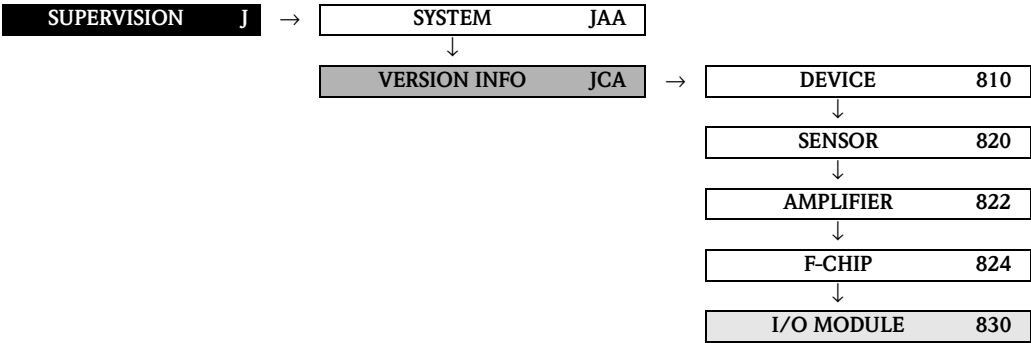 SUPERVISION J → SYSTEM JAA
↓
VERSION INFO JCA → DEVICE 810
↓
SENSOR 820
↓
AMPLIFIER 822
↓
F-CHIP 824
↓
I/O MODULE 830